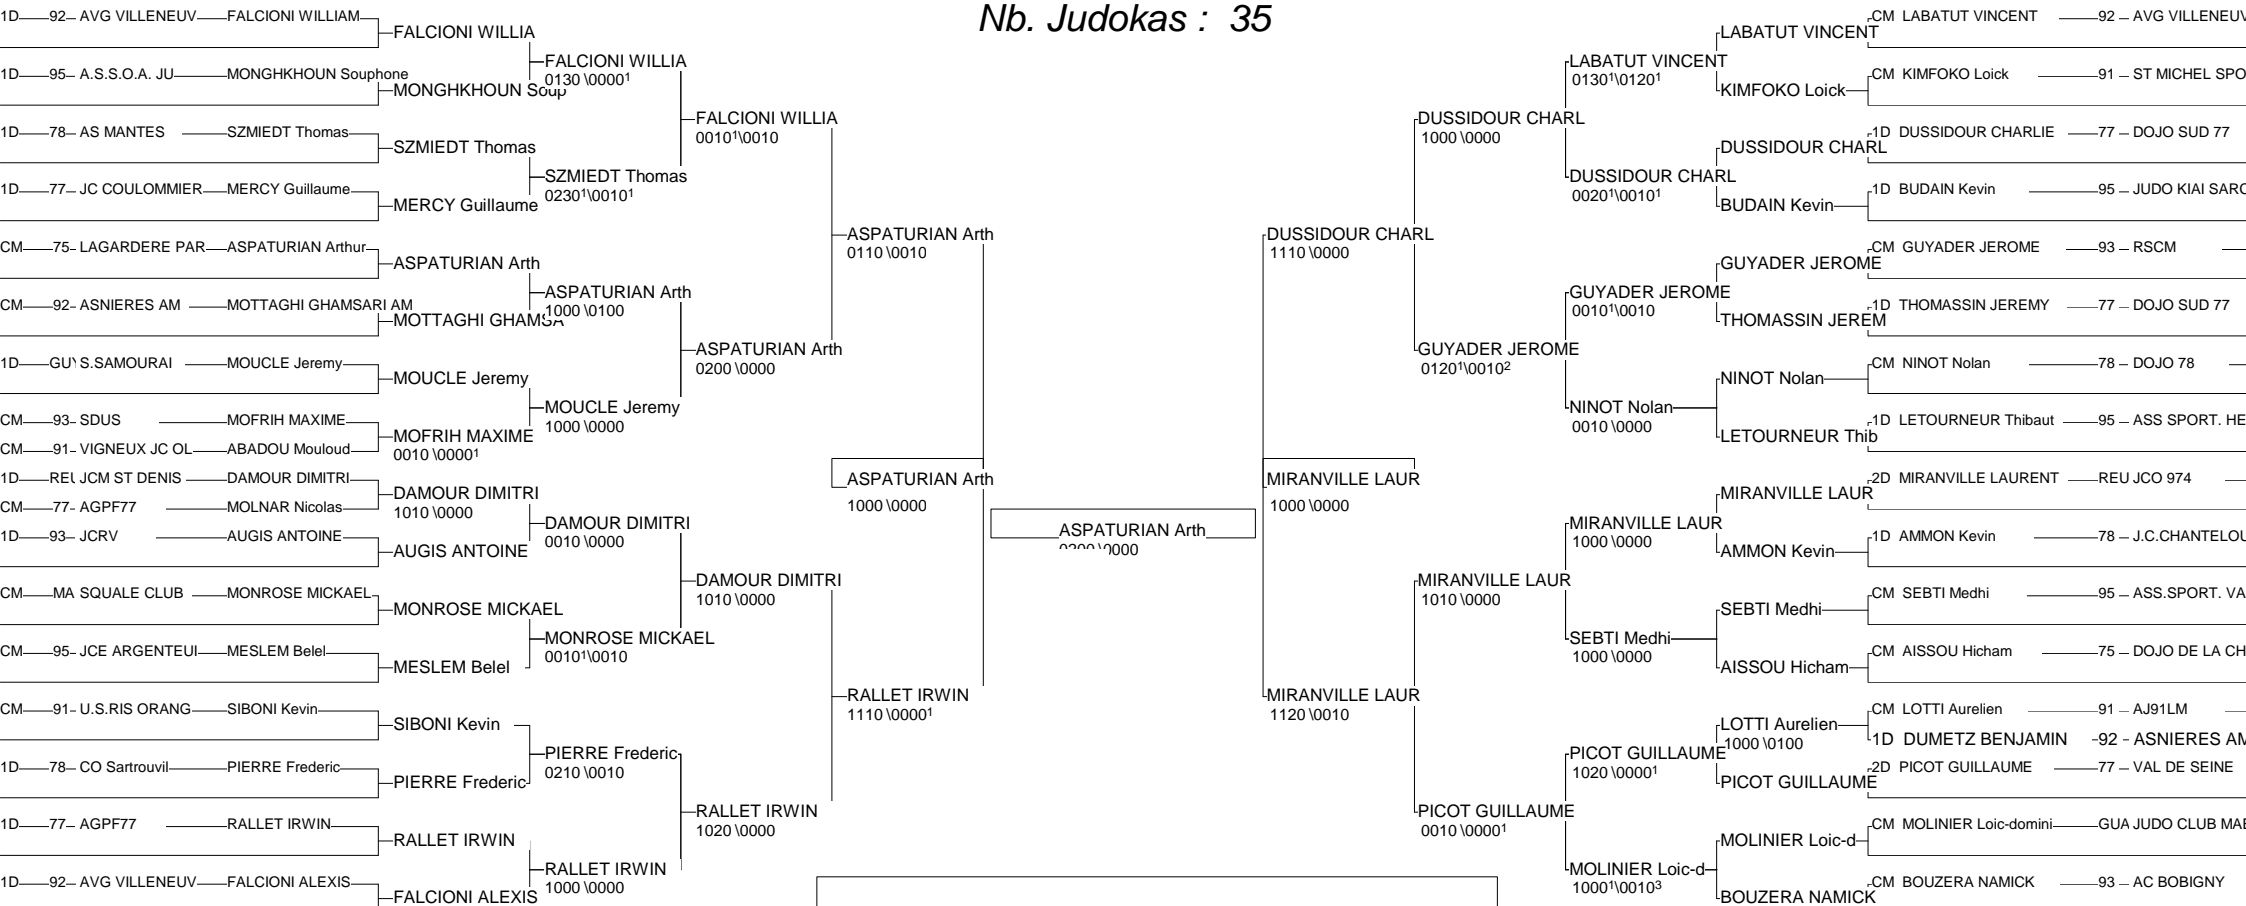 Nb. Judokas : 35
1D 92 AVG VILLENEUV FALCIONI WILLIAM
1D 95 A.S.S.O.A. JU MONGHKHOUN Souphone
1D 78 AS MANTES SZMIEDT Thomas
1D 77 JC COULOMMIER MERCY Guillaume
CM 75 LAGARDERE PAR ASPATURIAN Arthur
CM 92 ASNIERES AM MOTTAGHI GHAMSARI AM
1D GUY S.SAMOURAI MOUCLE Jeremy
CM 93 SDUS MOFRIH MAXIME
CM 91 VIGNEUX JC OL ABADOU Mouloud
1D REU JCM ST DENIS DAMOUR DIMITRI
CM 77 AGPF77 MOLNAR Nicolas
1D 93 JCRV AUGIS ANTOINE
CM MA SQUALE CLUB MONROSE MICKAEL
CM 95 JCE ARGENTEUI MESLEM Belel
CM 91 U.S.RIS ORANG SIBONI Kevin
1D 78 CO Sartrouvil PIERRE Frederic
1D 77 AGPF77 RALLET IRWIN
1D 92 AVG VILLENEUV FALCIONI ALEXIS
FALCIONI WILLIA
MONGHKHOUN Soup
SZMIEDT Thomas
MERCY Guillaume
ASPATURIAN Arth
MOTTAGHI GHAMSA
MOUCLE Jeremy
MOFRIH MAXIME
0010 \0000¹
DAMOUR DIMITRI
1010 \0000
AUGIS ANTOINE
MONROSE MICKAEL
MESLEM Belel
SIBONI Kevin
PIERRE Frederic
RALLET IRWIN
FALCIONI ALEXIS
FALCIONI WILLIA
0130 \0000¹
SZMIEDT Thomas
0230¹\0010¹
ASPATURIAN Arth
1000 \0100
MOUCLE Jeremy
1000 \0000
DAMOUR DIMITRI
0010 \0000
MONROSE MICKAEL
0010¹\0010
PIERRE Frederic
0210 \0010
RALLET IRWIN
1000 \0000
FALCIONI WILLIA
0010¹\0010
ASPATURIAN Arth
0200 \0000
DAMOUR DIMITRI
1010 \0000
RALLET IRWIN
1020 \0000
ASPATURIAN Arth
0110 \0010
ASPATURIAN Arth
1000 \0000
RALLET IRWIN
1110 \0000¹
ASPATURIAN Arth
0200 \0000
DUSSIDOUR CHARL
1110 \0000
MIRANVILLE LAUR
1000 \0000
MIRANVILLE LAUR
1120 \0010
DUSSIDOUR CHARL
1000 \0000
GUYADER JEROME
0120¹\0010²
MIRANVILLE LAUR
1010 \0000
PICOT GUILLAUME
0010 \0000¹
LABATUT VINCENT
0130¹\0120¹
DUSSIDOUR CHARL
0020¹\0010¹
GUYADER JEROME
0010¹\0010
NINOT Nolan
0010 \0000
MIRANVILLE LAUR
1000 \0000
SEBTI Medhi
1000 \0000
PICOT GUILLAUME
1020 \0000¹
MOLINIER Loic-d
1000¹\0010³
LABATUT VINCENT
KIMFOKO Loick
DUSSIDOUR CHARL
BUDAIN Kevin
GUYADER JEROME
THOMASSIN JEREM
NINOT Nolan
LETOURNEUR Thib
MIRANVILLE LAUR
AMMON Kevin
SEBTI Medhi
AISSOU Hicham
LOTTI Aurelien
1000 \0100
PICOT GUILLAUME
MOLINIER Loic-d
BOUZERA NAMICK
CM LABATUT VINCENT 92 AVG VILLENEUV
CM KIMFOKO Loick 91 ST MICHEL SPO
1D DUSSIDOUR CHARLIE 77 DOJO SUD 77
1D BUDAIN Kevin 95 JUDO KIAI SARC
CM GUYADER JEROME 93 RSCM
1D THOMASSIN JEREMY 77 DOJO SUD 77
CM NINOT Nolan 78 DOJO 78
1D LETOURNEUR Thibaut 95 ASS SPORT. HE
2D MIRANVILLE LAURENT REU JCO 974
1D AMMON Kevin 78 J.C.CHANTELOU
CM SEBTI Medhi 95 ASS.SPORT. VA
CM AISSOU Hicham 75 DOJO DE LA CH
CM LOTTI Aurelien 91 AJ91LM
1D DUMETZ BENJAMIN 92 ASNIERES AM
2D PICOT GUILLAUME 77 VAL DE SEINE
CM MOLINIER Loic-domini GUA JUDO CLUB MAE
CM BOUZERA NAMICK 93 AC BOBIGNY